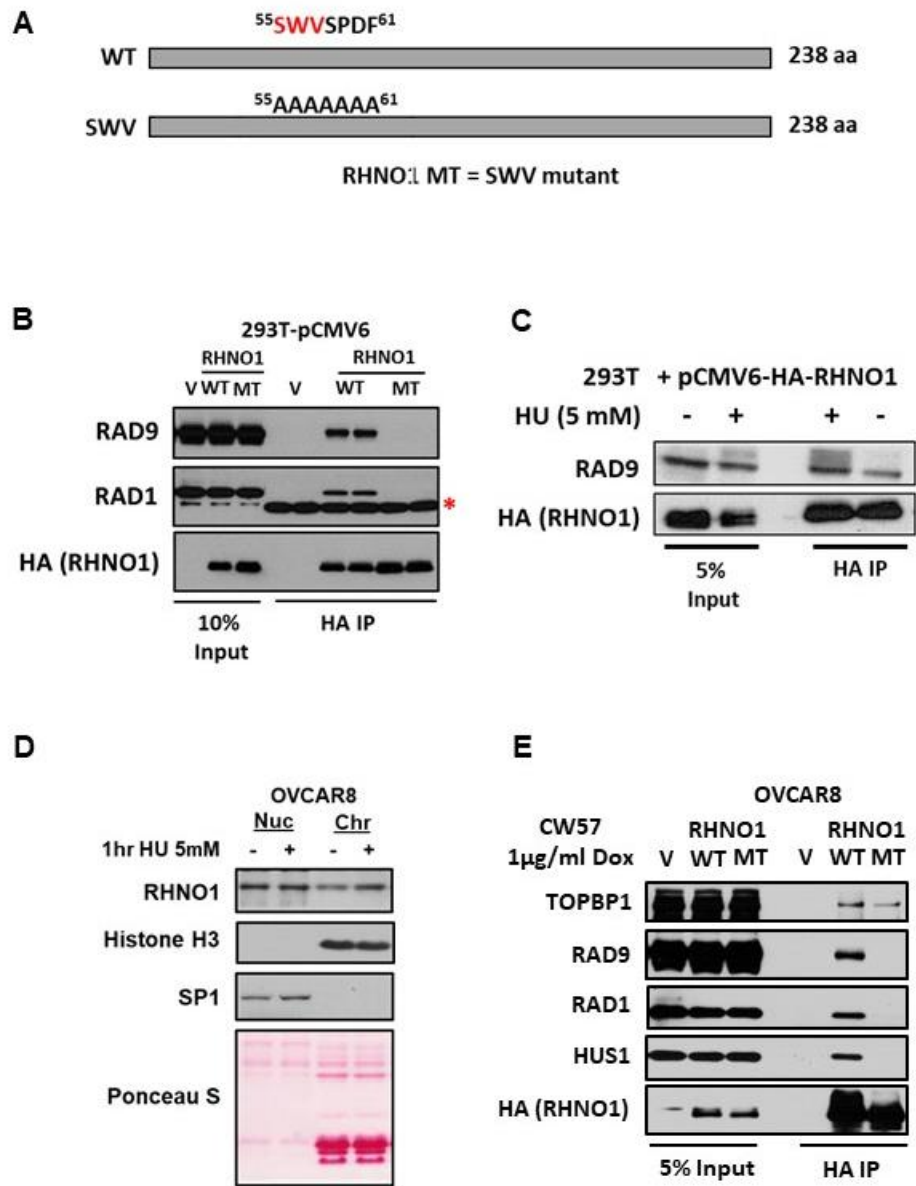 A
⁵⁵SWVSPDF⁶¹
WT 238 aa
⁵⁵AAAAAAA⁶¹
SWV 238 aa
RHNO1 MT = SWV mutant
B
293T-pCMV6
RHNO1 RHNO1
V WT MT V WT MT
RAD9
RAD1 *
HA (RHNO1)
10% Input HA IP
C
293T + pCMV6-HA-RHNO1
HU (5 mM) - + + -
RAD9
HA (RHNO1)
5% Input HA IP
D
OVCAR8
Nuc Chr
1hr HU 5mM - + - +
RHNO1
Histone H3
SP1
Ponceau S
E
OVCAR8
CW57 RHNO1 RHNO1
1µg/ml Dox V WT MT V WT MT
TOPBP1
RAD9
RAD1
HUS1
HA (RHNO1)
5% Input HA IP